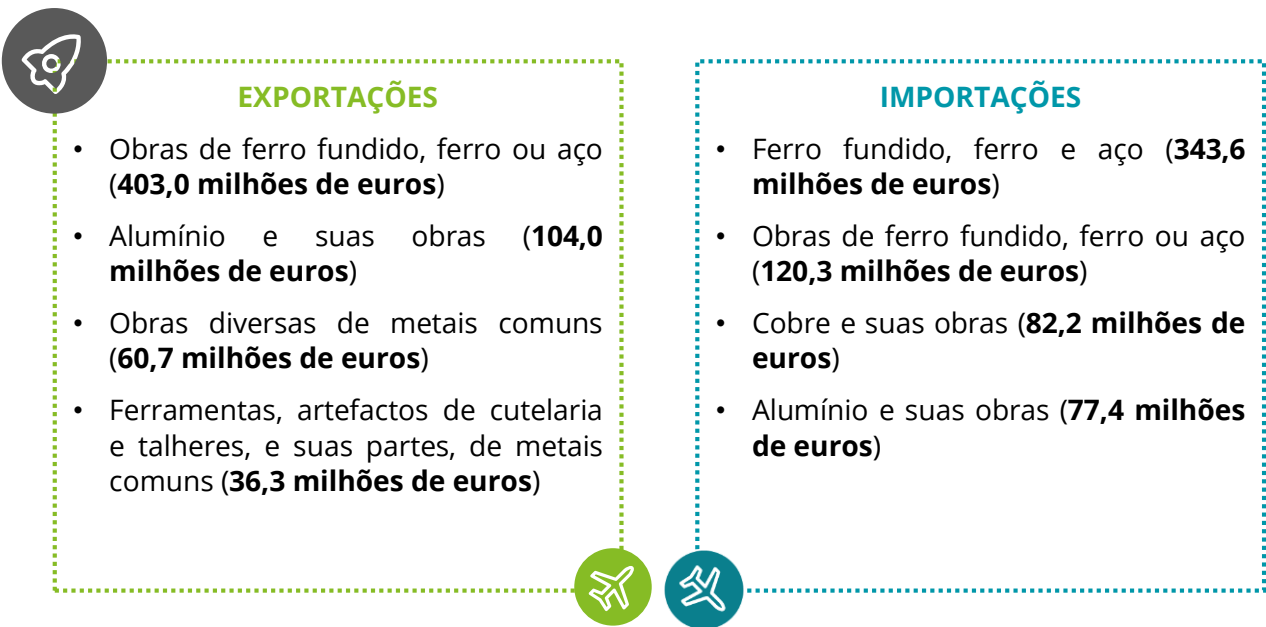 EXPORTAÇÕES
• Obras de ferro fundido, ferro ou aço
(403,0 milhões de euros)
• Alumínio e suas obras (104,0
milhões de euros)
• Obras diversas de metais comuns
(60,7 milhões de euros)
• Ferramentas, artefactos de cutelaria
e talheres, e suas partes, de metais
comuns (36,3 milhões de euros)
IMPORTAÇÕES
• Ferro fundido, ferro e aço (343,6
milhões de euros)
• Obras de ferro fundido, ferro ou aço
(120,3 milhões de euros)
• Cobre e suas obras (82,2 milhões de
euros)
• Alumínio e suas obras (77,4 milhões
de euros)